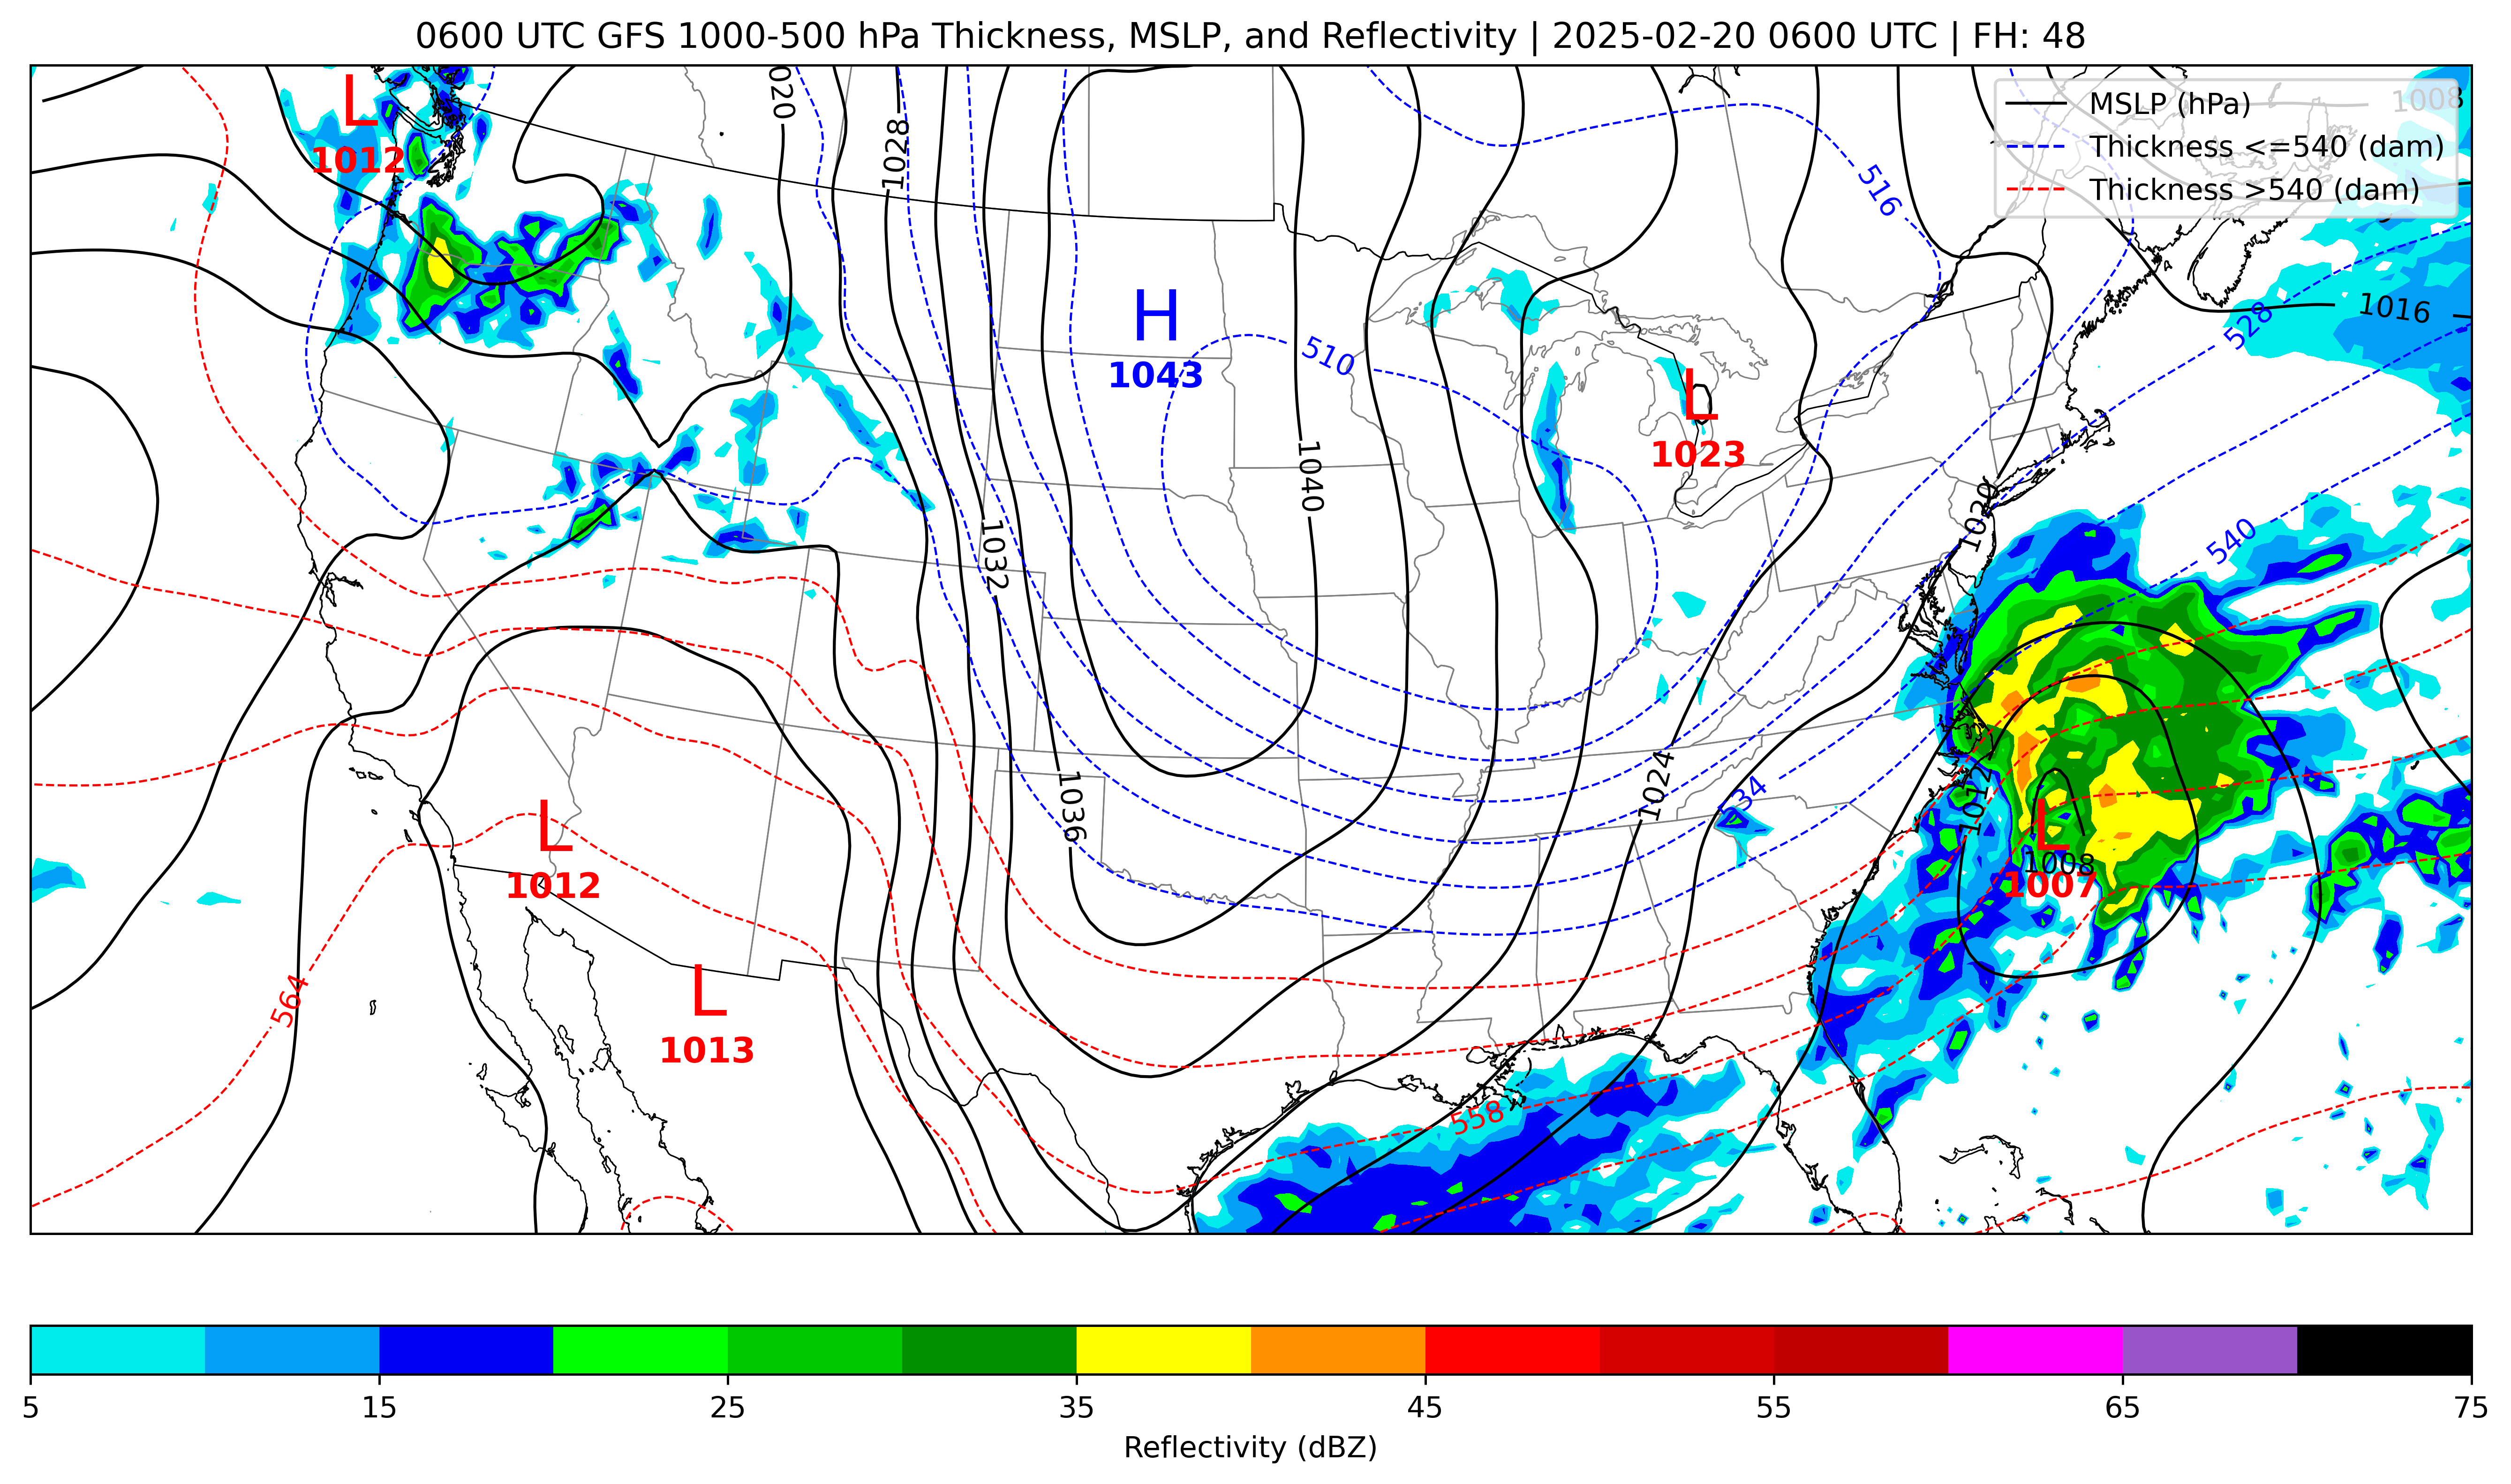 0600 UTC GFS 1000-500 hPa Thickness, MSLP, and Reflectivity | 2025-02-20 0600 UTC | FH: 48
MSLP (hPa)
Thickness <=540 (dam)
Thickness >540 (dam)
1008
L
1012
1020
1028
516
H
1043
510
1016
528
L
1023
1040
1020
540
1032
1024
1036
534
1012
L
1012
L
1008
1007
L
1013
564
558
5 15 25 35 45 55 65 75
Reflectivity (dBZ)